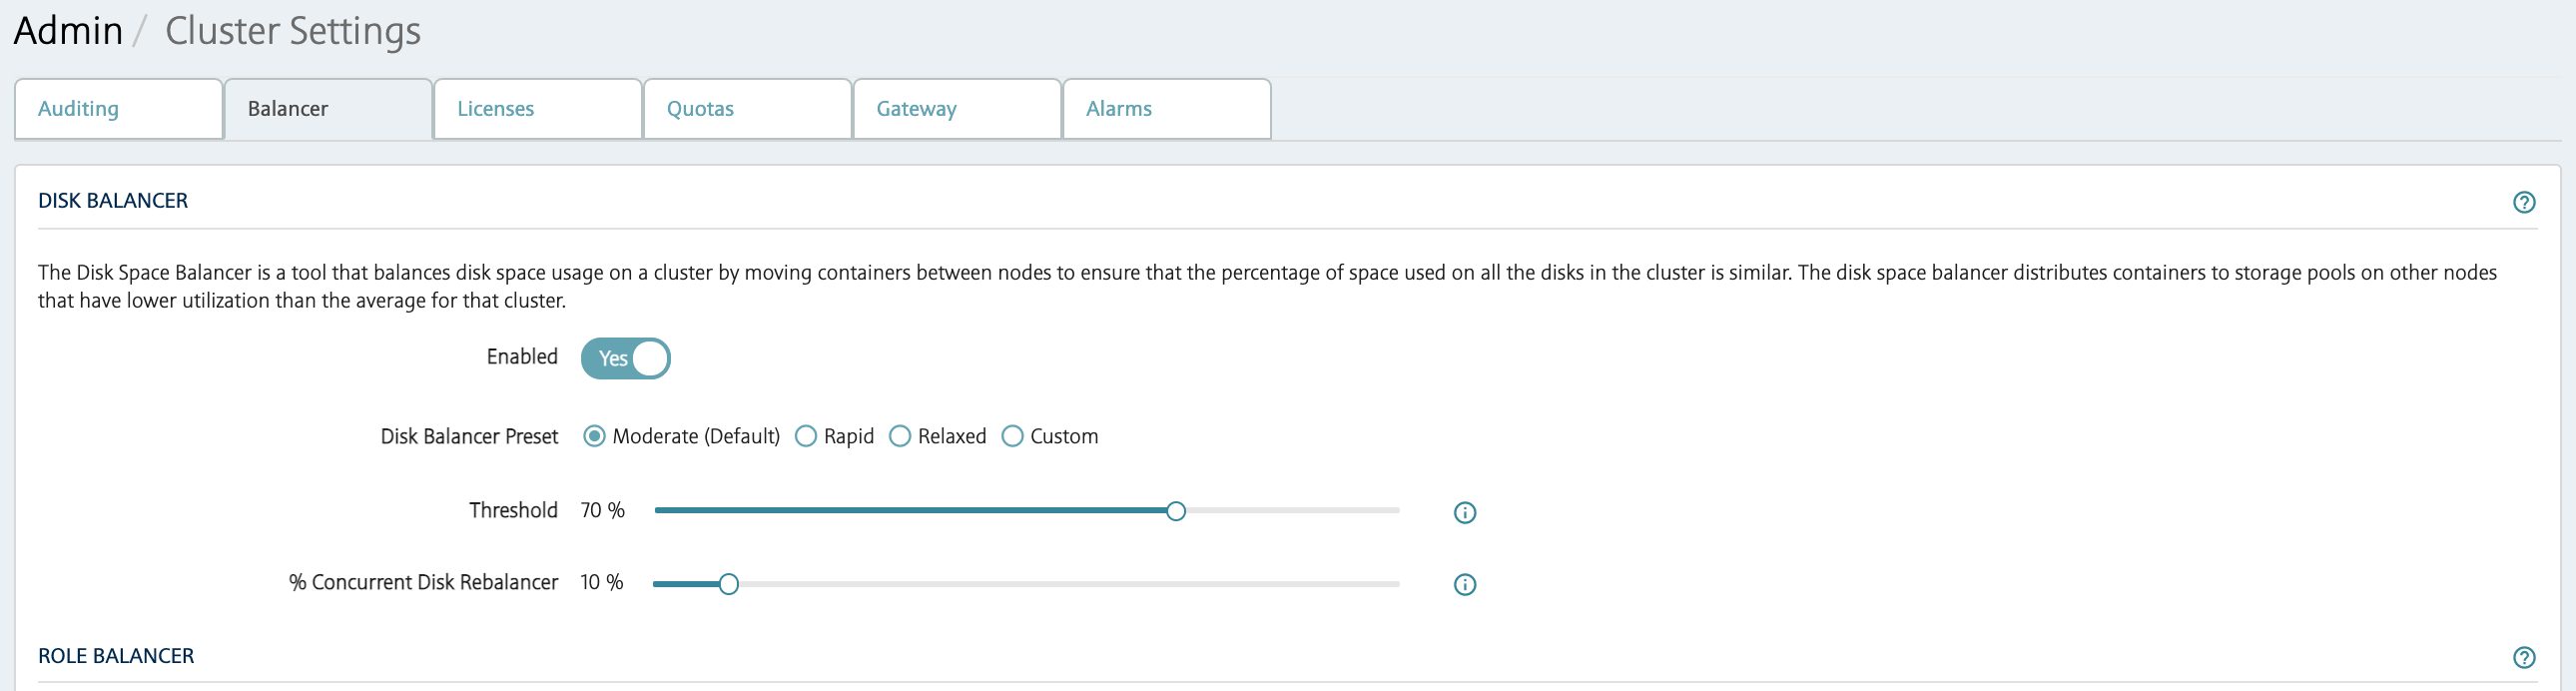 Admin / Cluster Settings
Auditing Balancer Licenses Quotas Gateway Alarms
DISK BALANCER
The Disk Space Balancer is a tool that balances disk space usage on a cluster by moving containers between nodes to ensure that the percentage of space used on all the disks in the cluster is similar. The disk space balancer distributes containers to storage pools on other nodes
that have lower utilization than the average for that cluster.
Enabled Yes
Disk Balancer Preset Moderate (Default) Rapid Relaxed Custom
Threshold 70 %
% Concurrent Disk Rebalancer 10 %
ROLE BALANCER